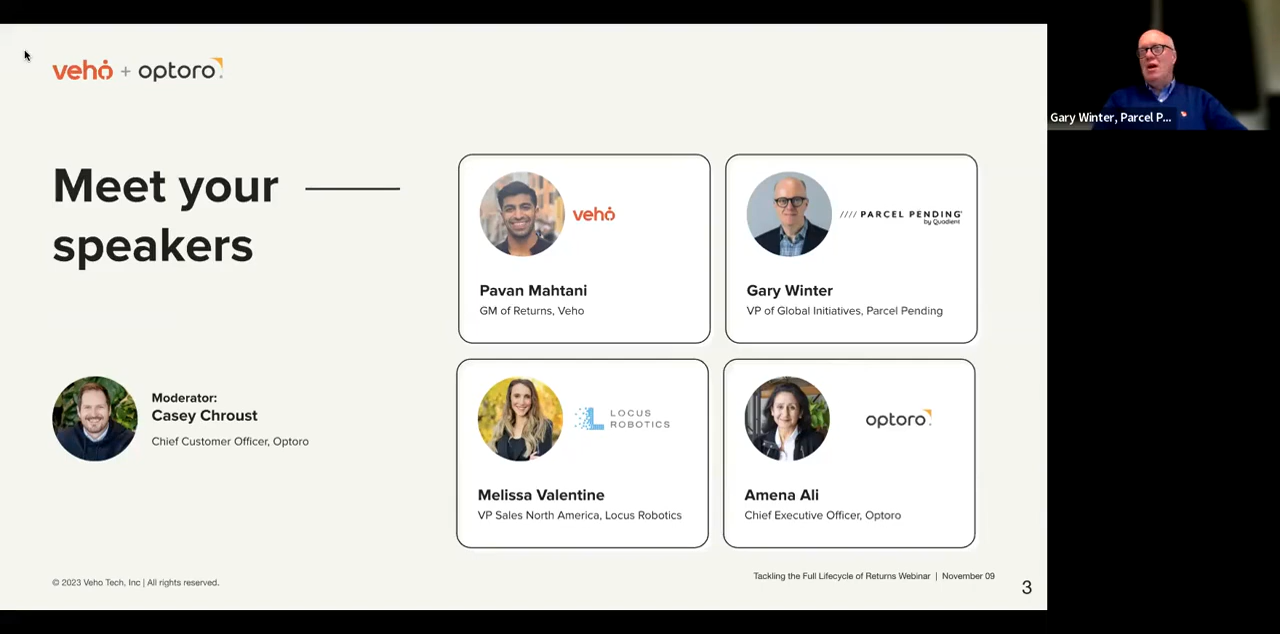 veho + optoro
Meet your
speakers
Moderator:
Casey Chroust
Chief Customer Officer, Optoro
veho
Pavan Mahtani
GM of Returns, Veho
//// PARCEL PENDING
by Quadient
Gary Winter
VP of Global Initiatives, Parcel Pending
LOCUS
ROBOTICS
Melissa Valentine
VP Sales North America, Locus Robotics
optoro
Amena Ali
Chief Executive Officer, Optoro
© 2023 Veho Tech, Inc | All rights reserved.
Tackling the Full Lifecycle of Returns Webinar | November 09
3
Gary Winter, Parcel P...